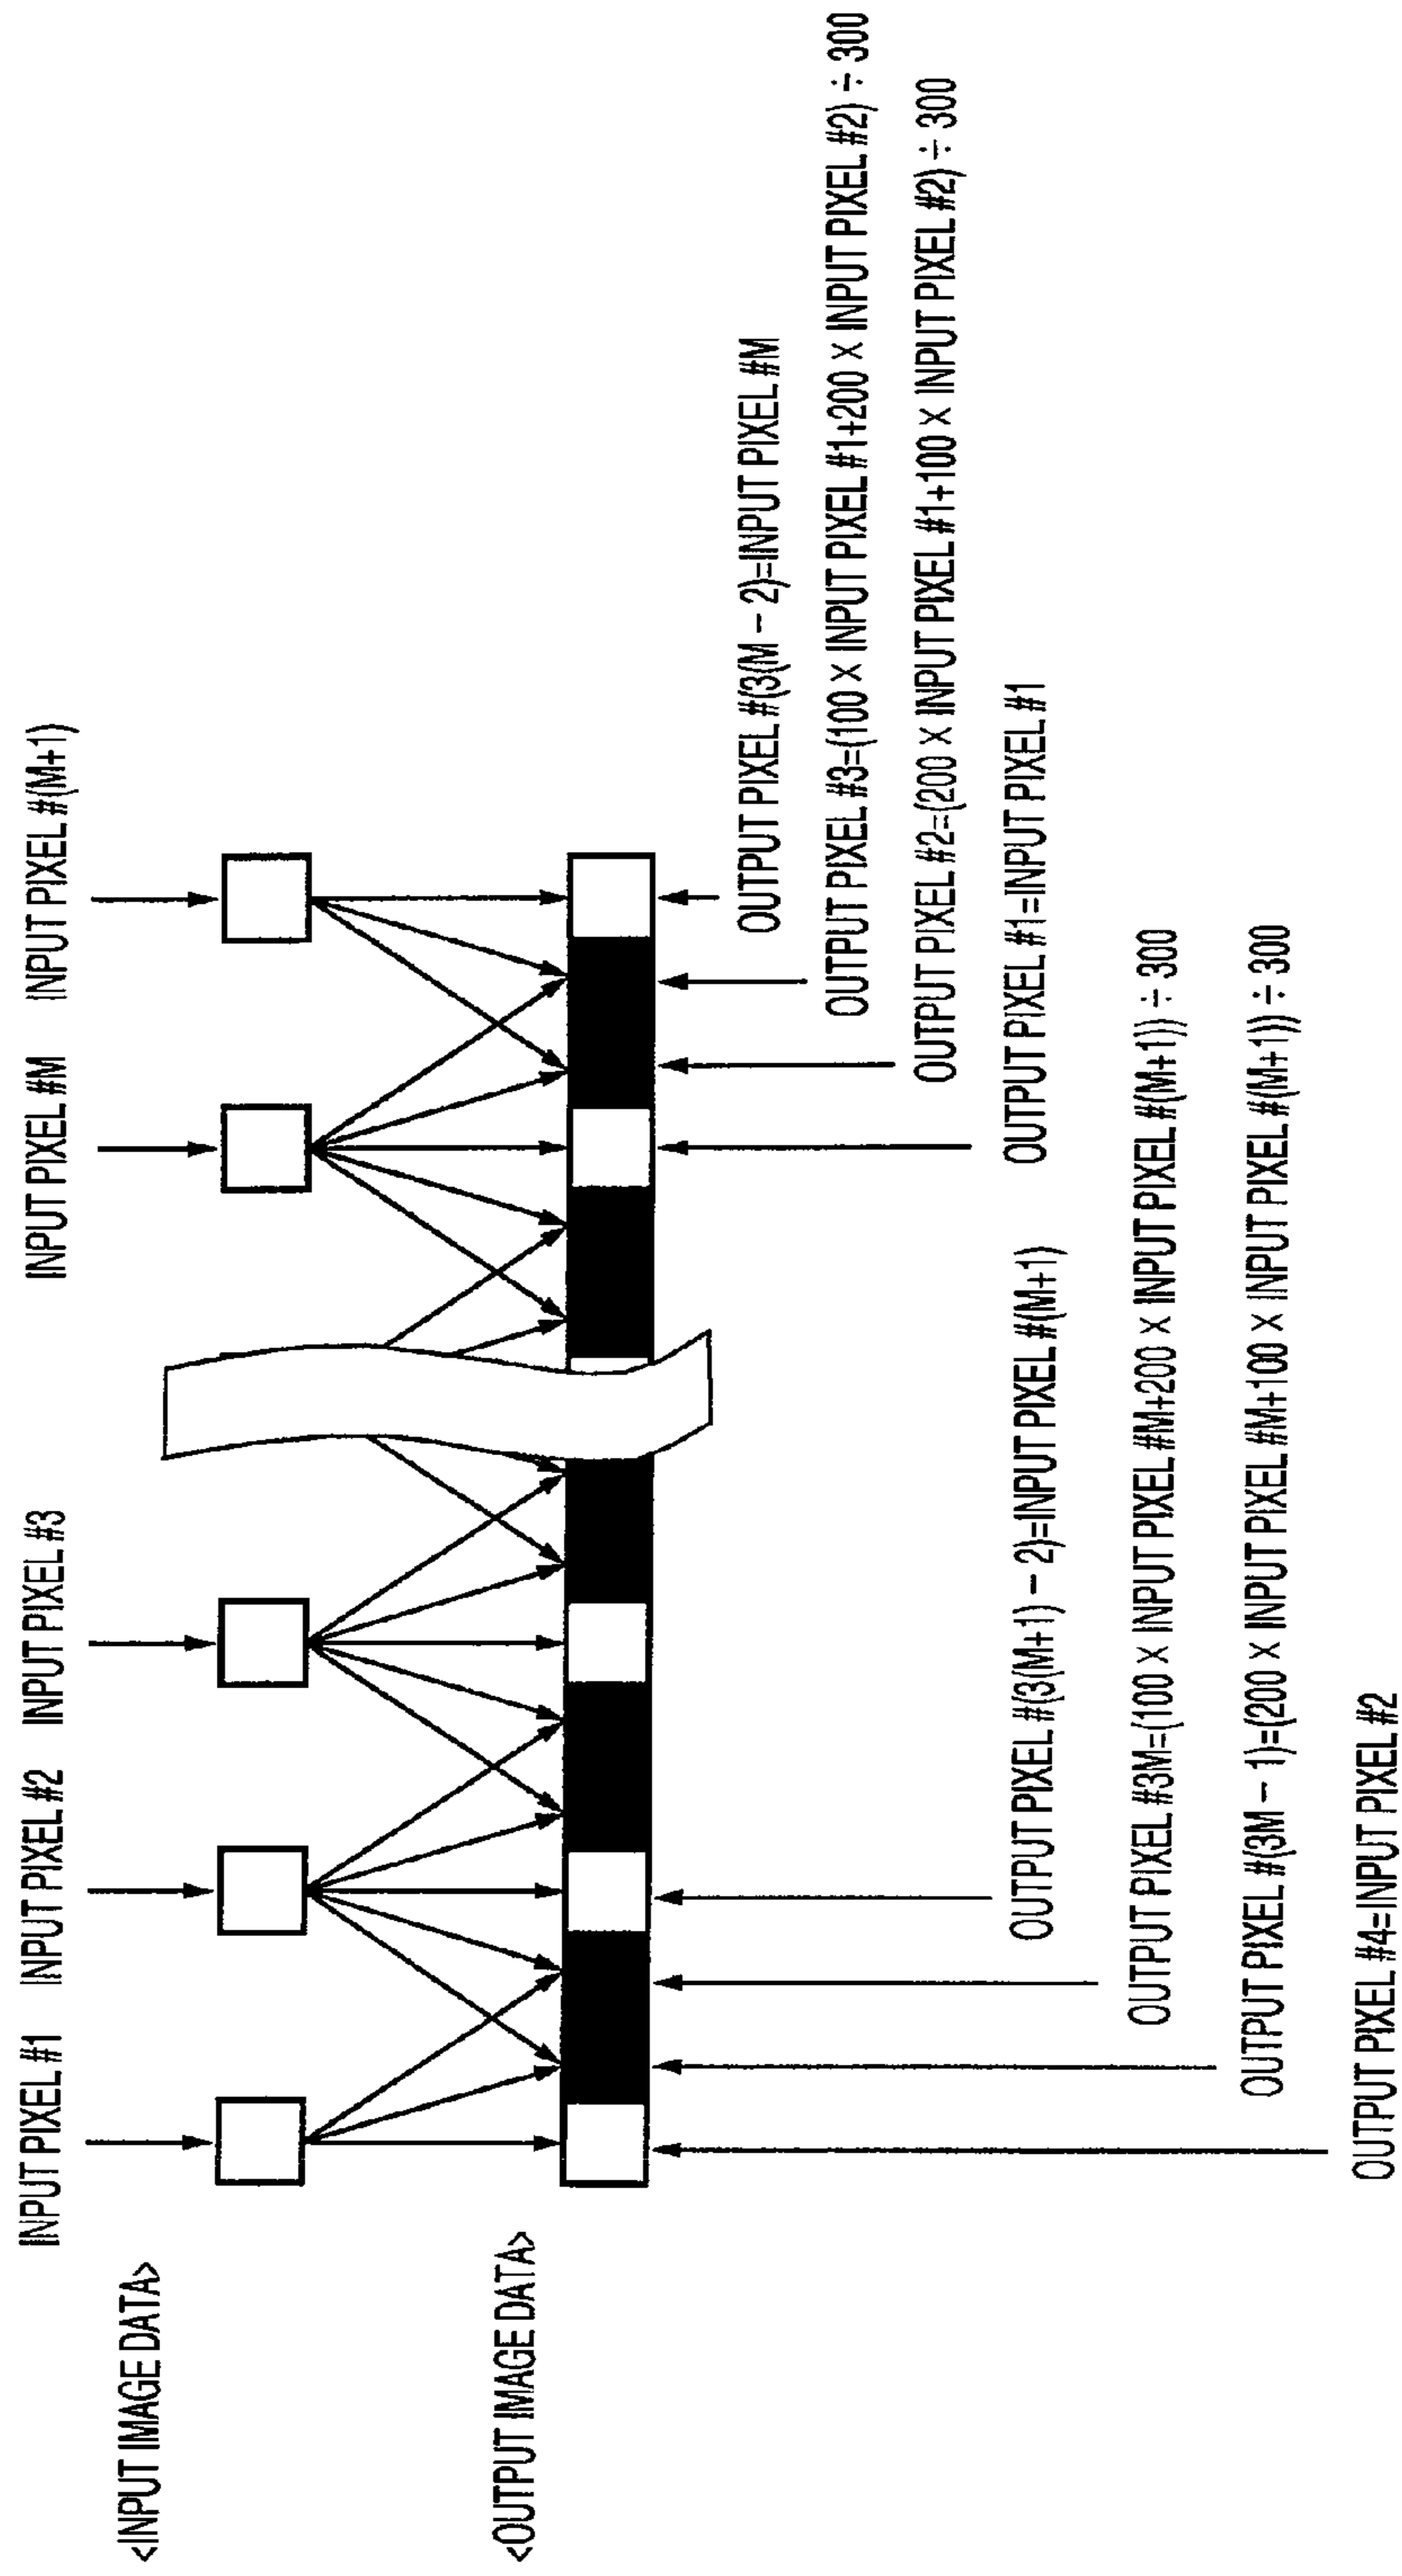 <INPUT IMAGE DATA>
INPUT PIXEL #1
INPUT PIXEL #2
INPUT PIXEL #3
INPUT PIXEL #M
INPUT PIXEL #(M+1)
<OUTPUT IMAGE DATA>
OUTPUT PIXEL #(3(M − 2)=INPUT PIXEL #M
OUTPUT PIXEL #3=(100 × INPUT PIXEL #1+200 × INPUT PIXEL #2) ÷ 300
OUTPUT PIXEL #2=(200 × INPUT PIXEL #1+100 × INPUT PIXEL #2) ÷ 300
OUTPUT PIXEL #1=INPUT PIXEL #1
OUTPUT PIXEL #(3(M+1) − 2)=INPUT PIXEL #(M+1)
OUTPUT PIXEL #3M=(100 × INPUT PIXEL #M+200 × INPUT PIXEL #(M+1)) ÷ 300
OUTPUT PIXEL #(3M − 1)=(200 × INPUT PIXEL #M+100 × INPUT PIXEL #(M+1)) ÷ 300
OUTPUT PIXEL #4=INPUT PIXEL #2